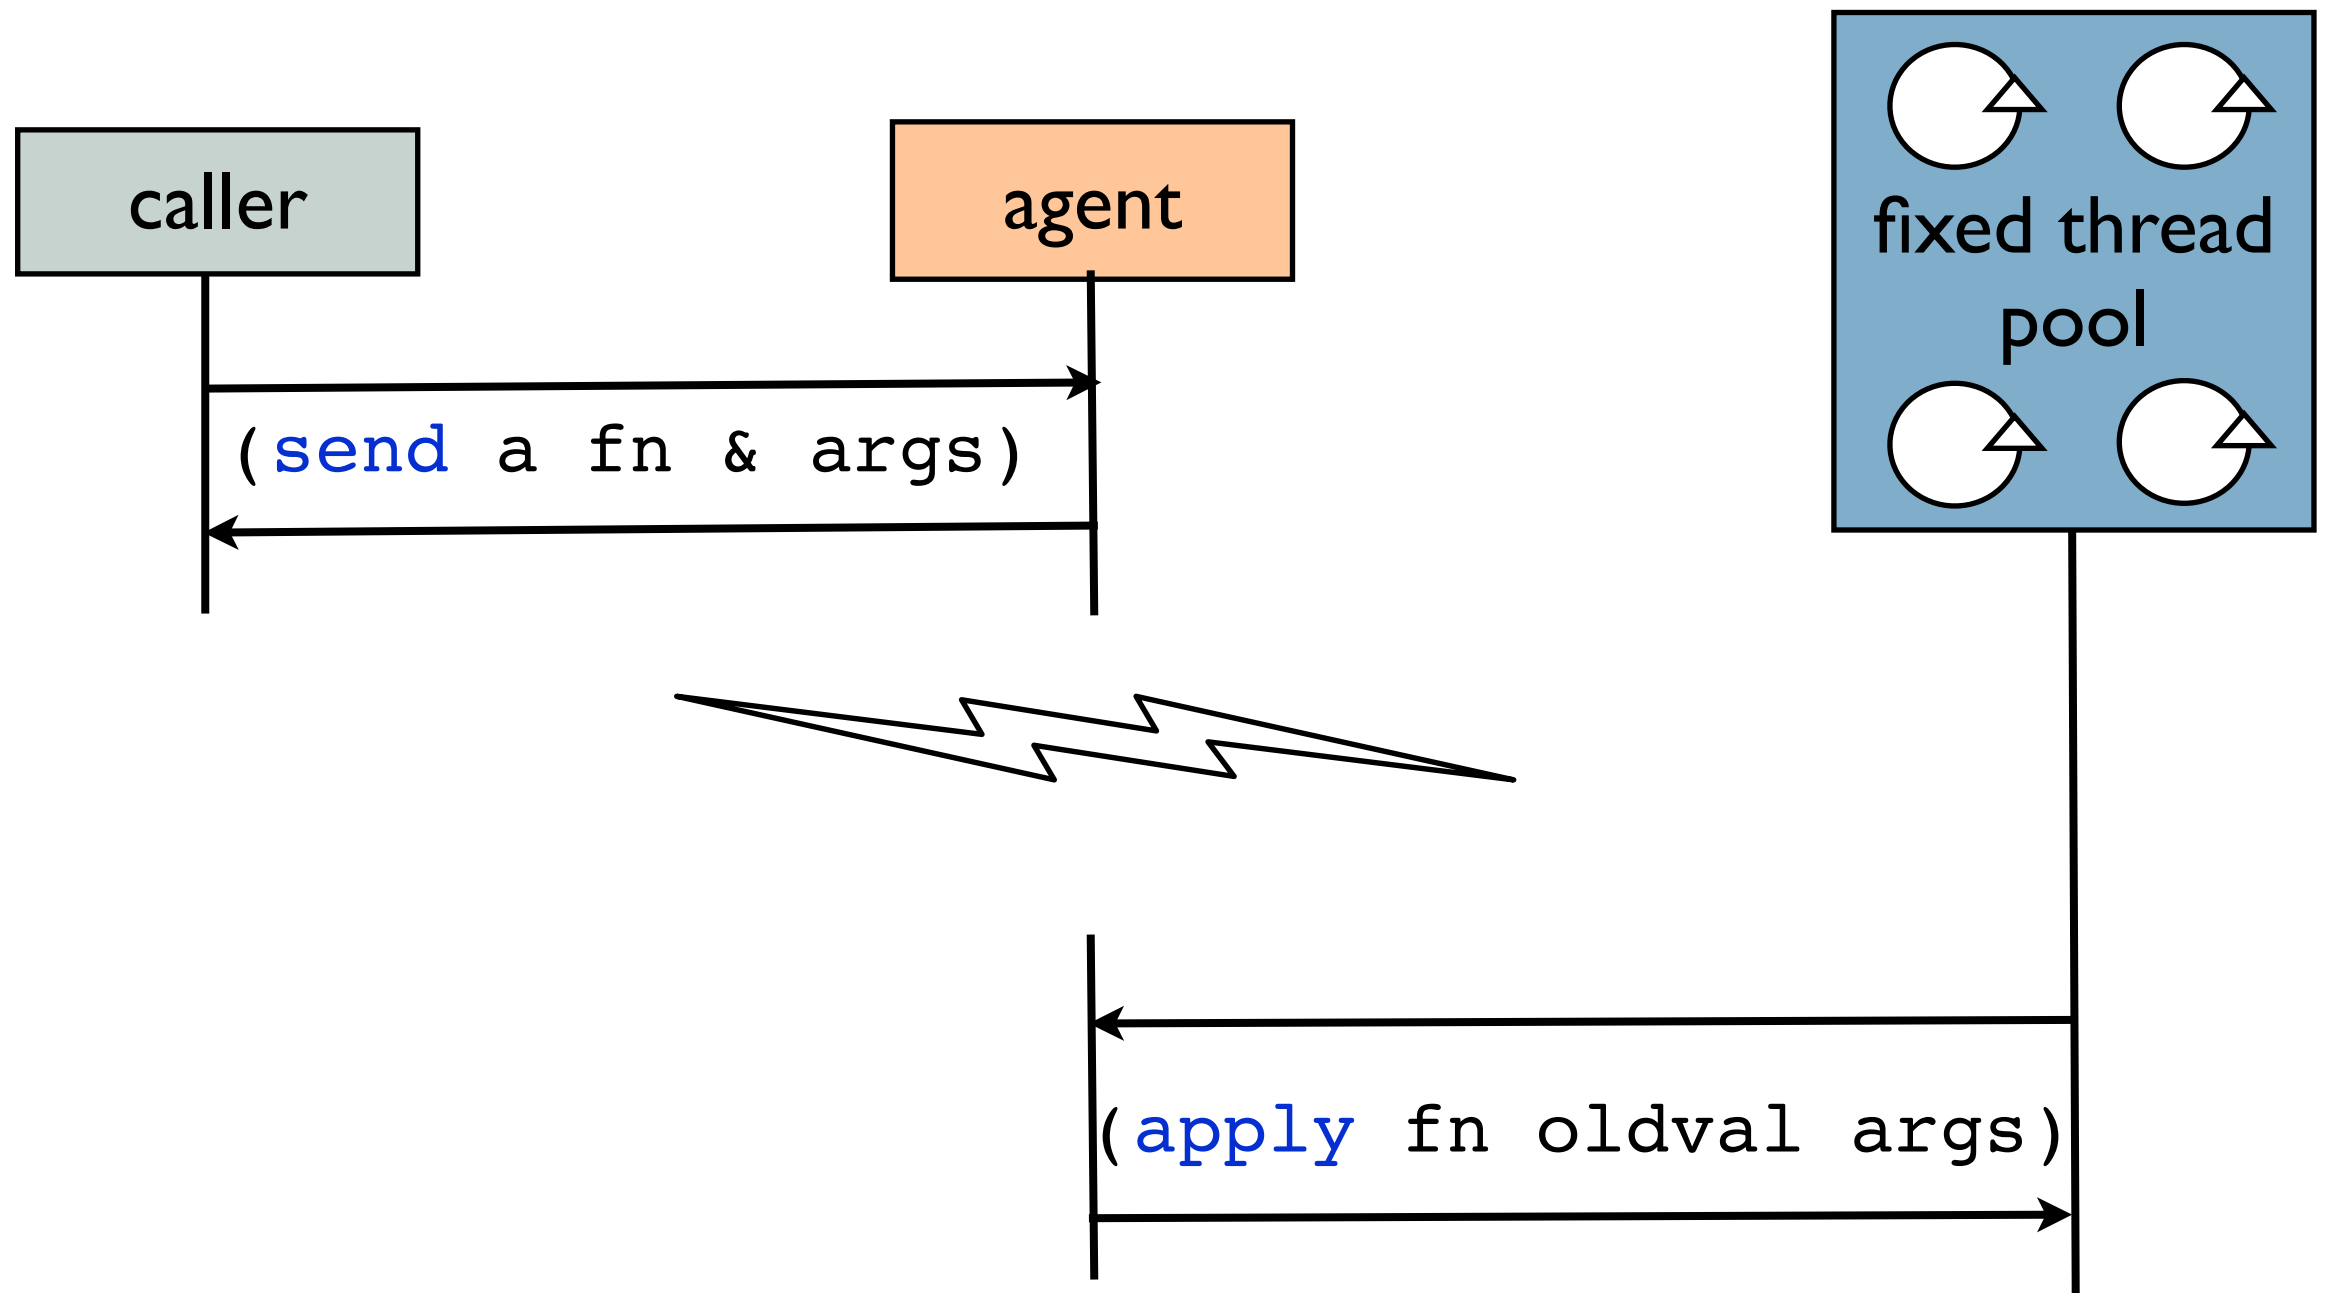 caller
agent
fixed thread
pool
(send a fn & args)
(apply fn oldval args)